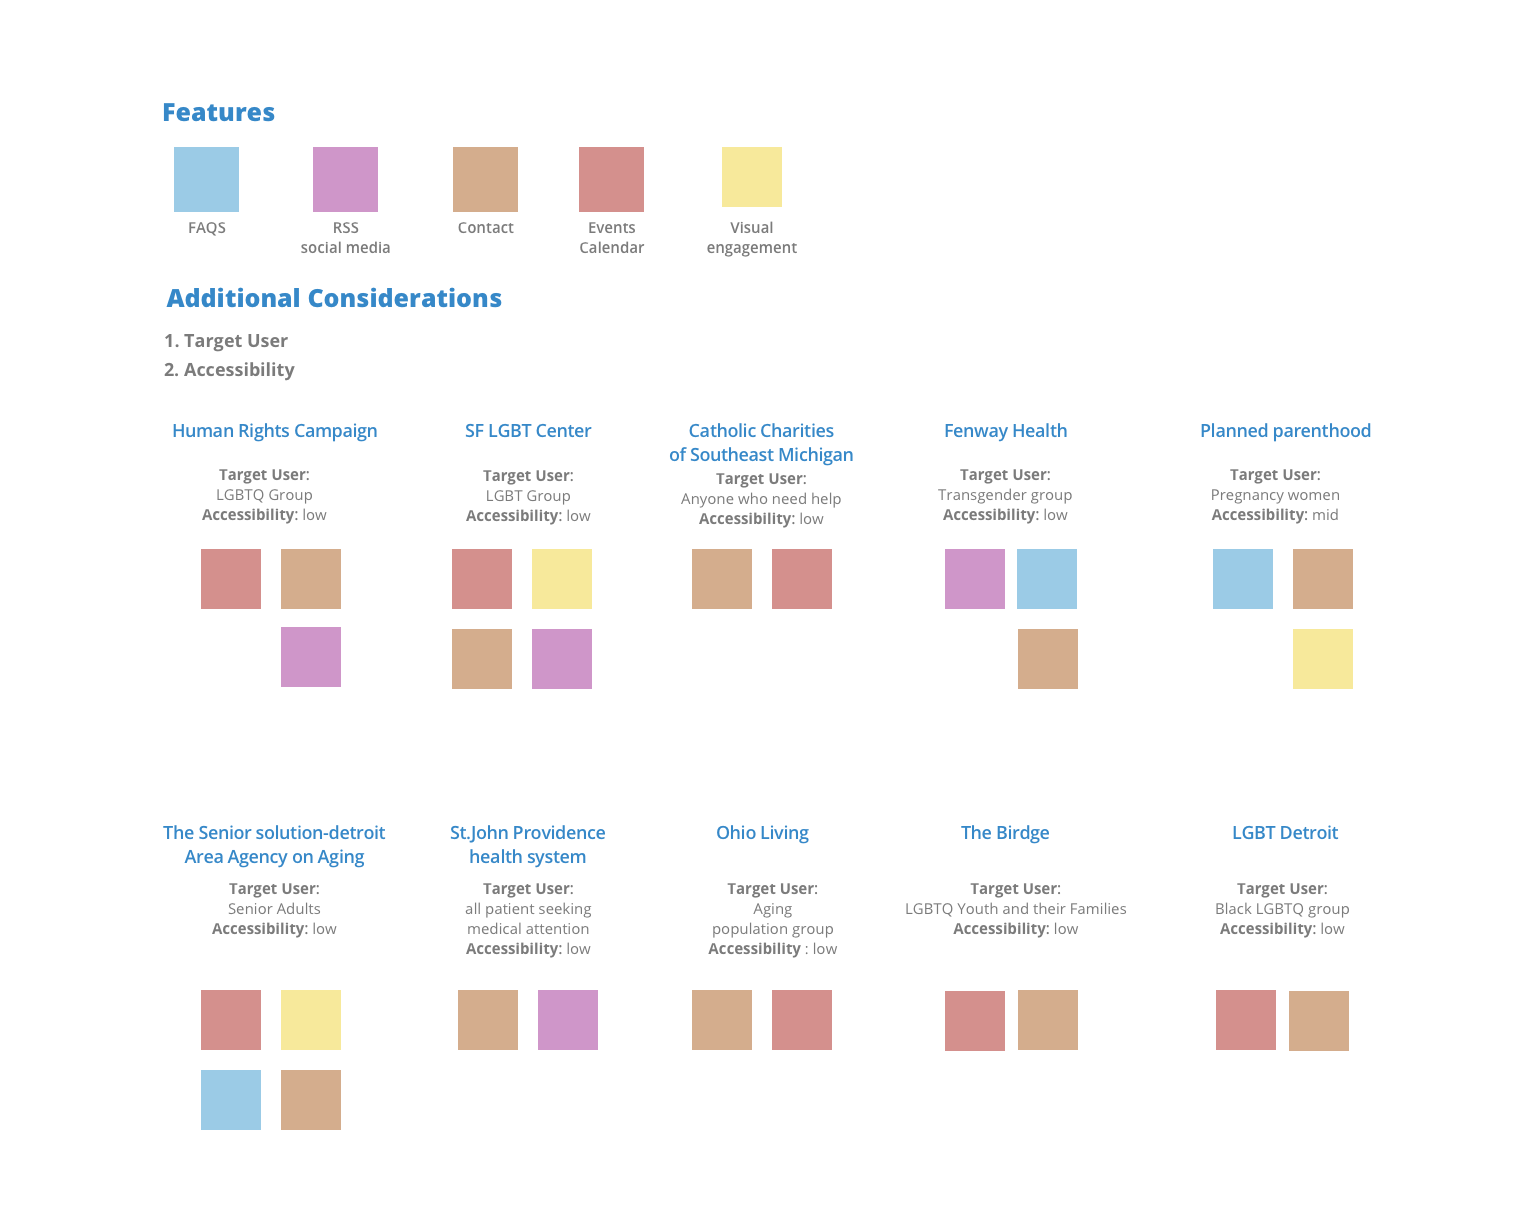 Features
FAQS
RSS
social media
Contact
Events
Calendar
Visual
engagement
Additional Considerations
1. Target User
2. Accessibility
Human Rights Campaign
Target User:
LGBTQ Group
Accessibility: low
SF LGBT Center
Target User:
LGBT Group
Accessibility: low
Catholic Charities
of Southeast Michigan
Target User:
Anyone who need help
Accessibility: low
Fenway Health
Target User:
Transgender group
Accessibility: low
Planned parenthood
Target User:
Pregnancy women
Accessibility: mid
The Senior solution-detroit
Area Agency on Aging
Target User:
Senior Adults
Accessibility: low
St.John Providence
health system
Target User:
all patient seeking
medical attention
Accessibility: low
Ohio Living
Target User:
Aging
population group
Accessibility : low
The Birdge
Target User:
LGBTQ Youth and their Families
Accessibility: low
LGBT Detroit
Target User:
Black LGBTQ group
Accessibility: low